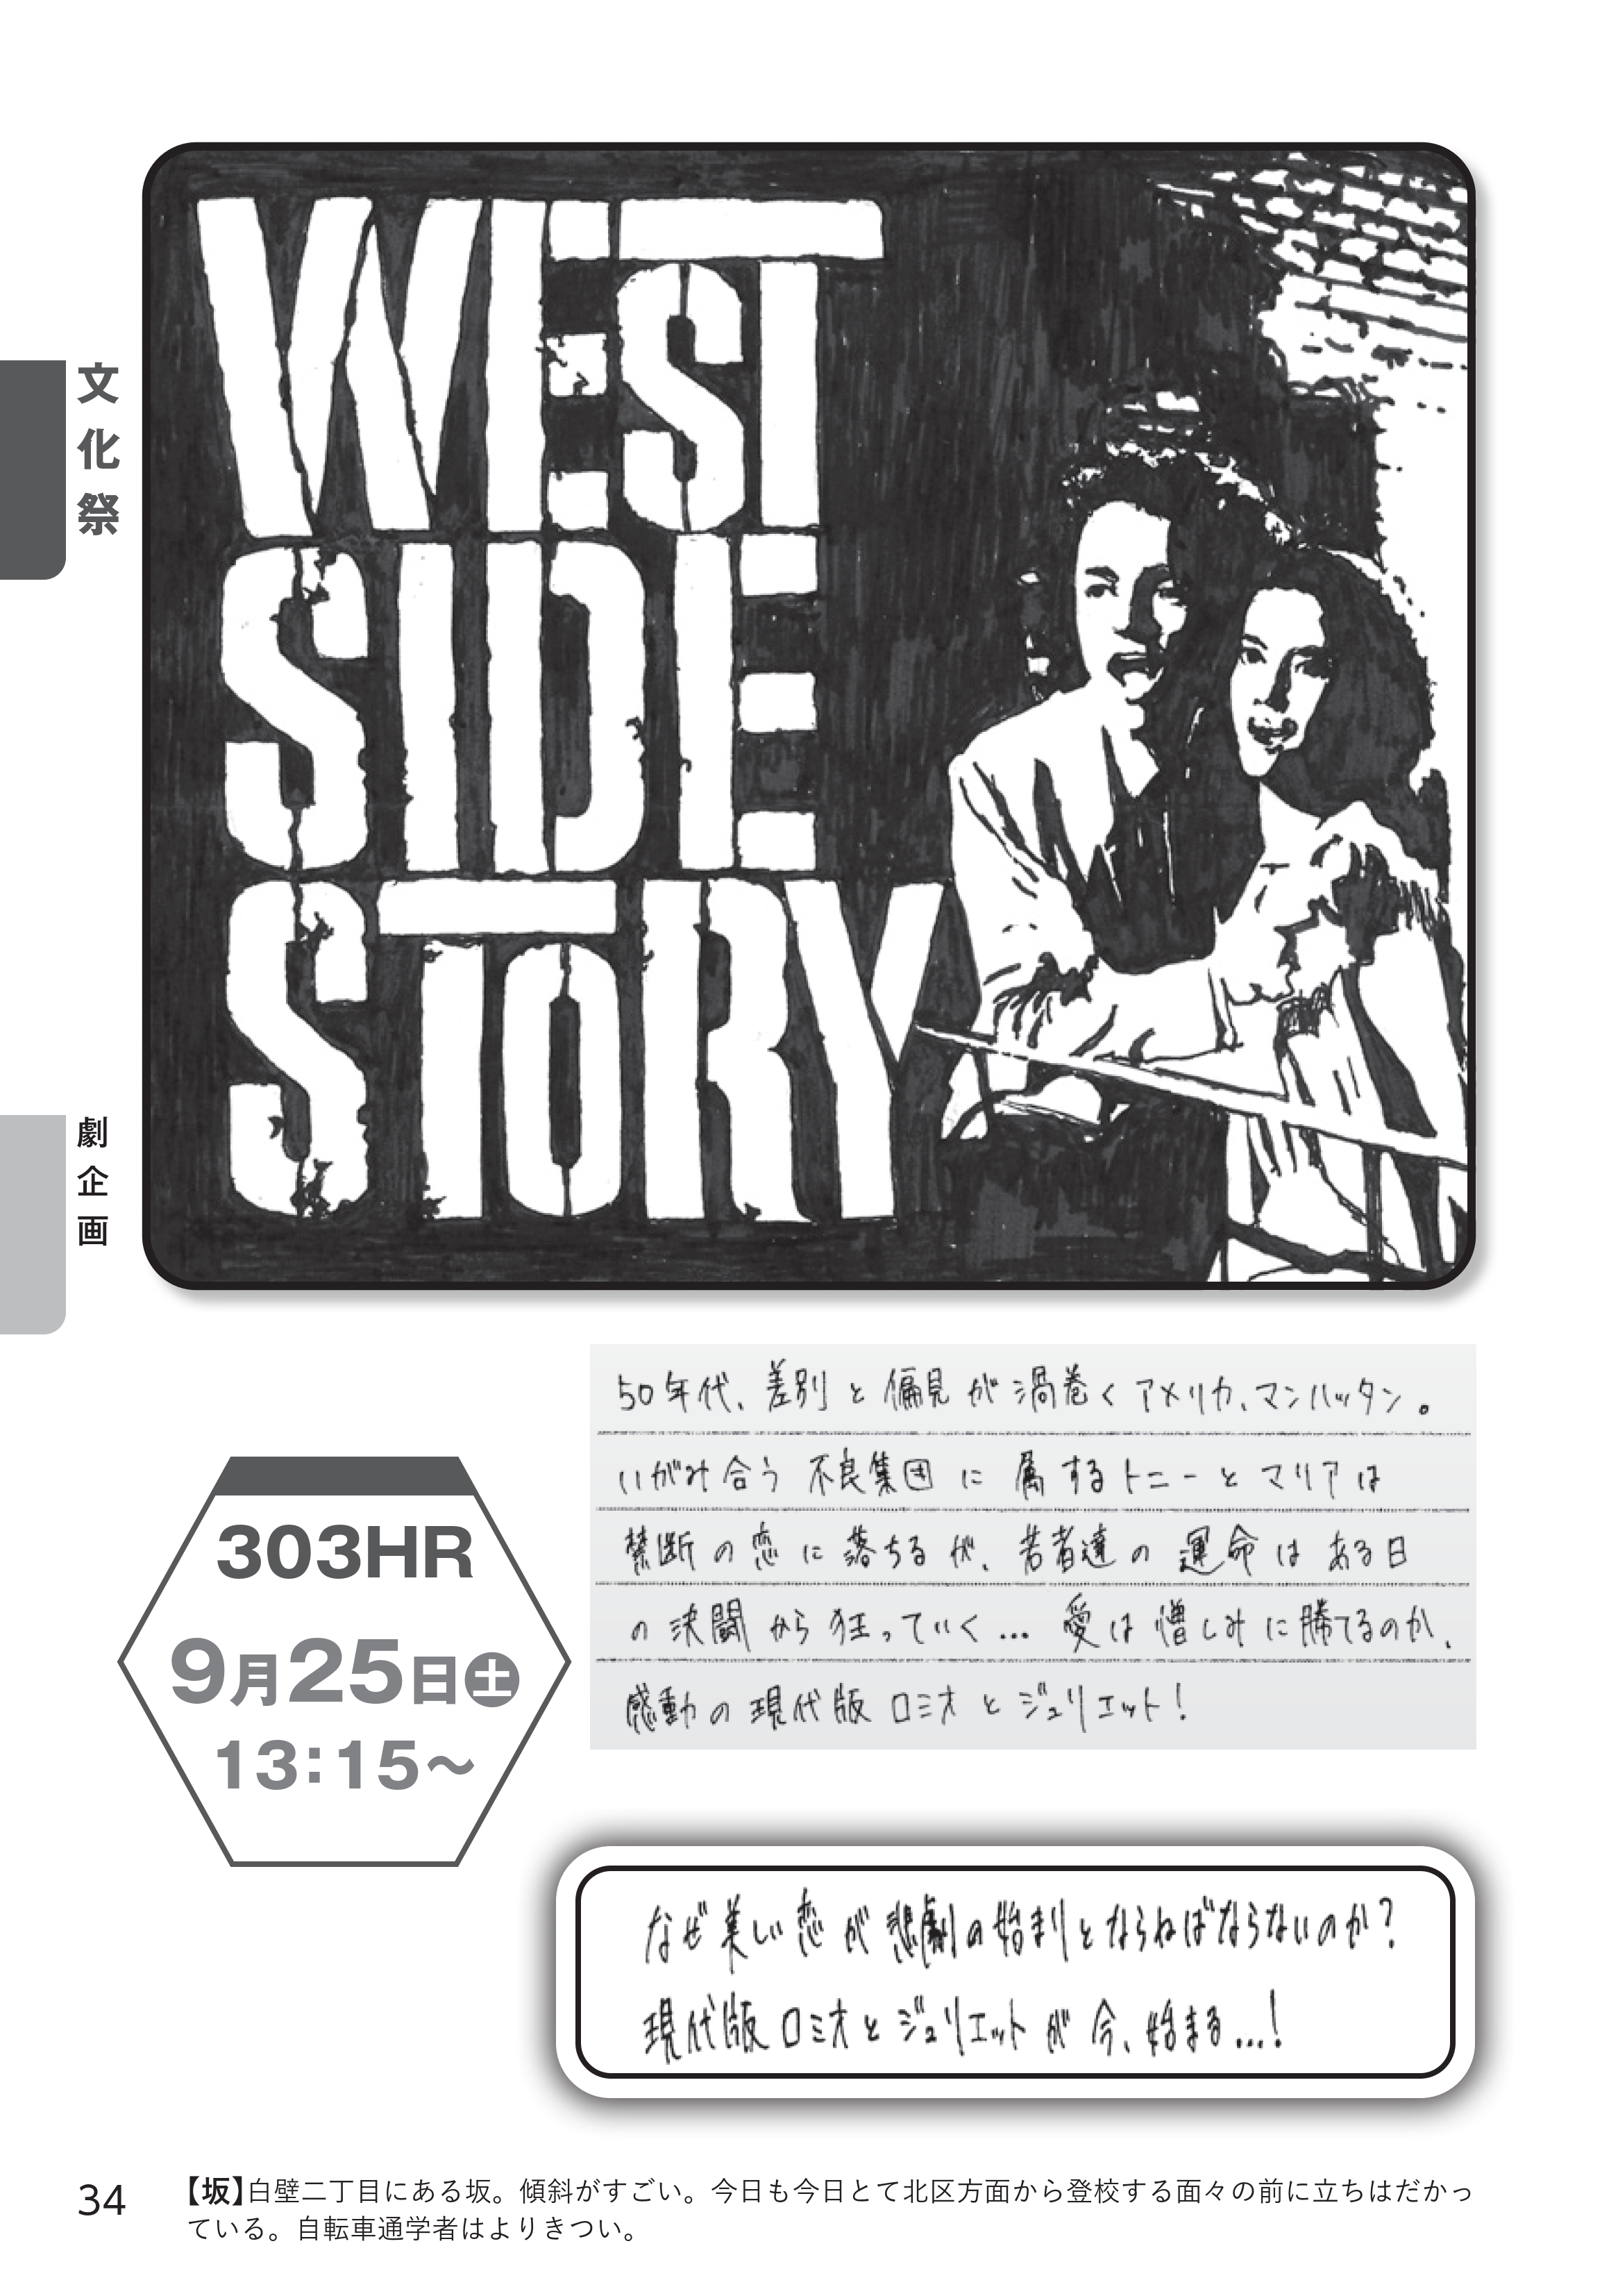 WEST
SIDE
STORY
文化祭
劇企画
50年代、差別と偏見が渦巻くアメリカ、マンハッタン。
いがみ合う不良集団に属するトニーとマリアは
禁断の恋に落ちるが、若者達の運命はある日
の決闘から狂っていく…愛は憎しみに勝てるのか、
感動の現代版ロミオとジュリエット!
303HR
9月25日㊏
13:15〜
なぜ美しい恋が悲劇の始まりとならねばならないのか?
現代版ロミオとジュリエットが今、始まる…!
34
【坂】白壁二丁目にある坂。傾斜がすごい。今日も今日とて北区方面から登校する面々の前に立ちはだかっ
ている。自転車通学者はよりきつい。